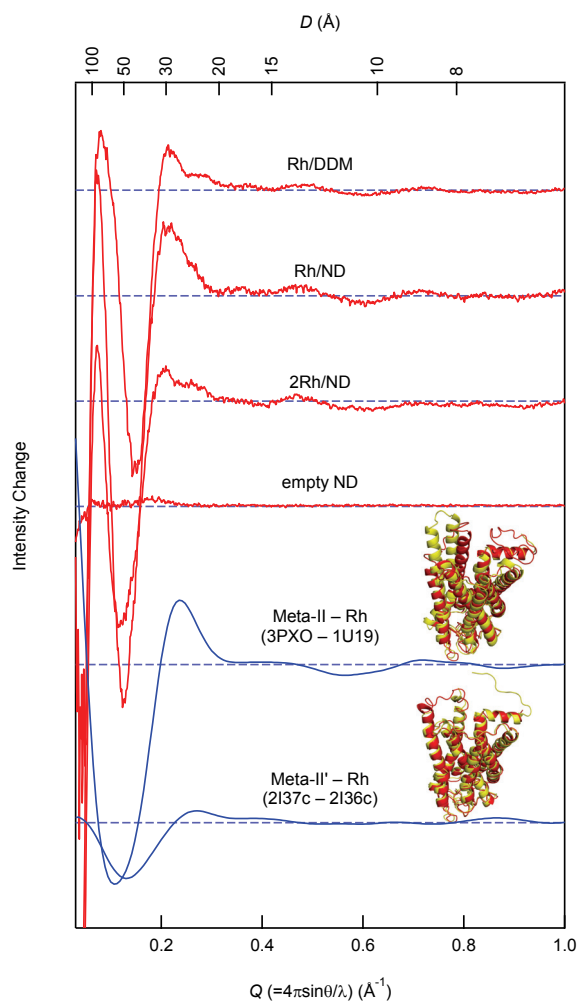 D (Å)
100
50
30
20
15
10
8
Rh/DDM
Rh/ND
2Rh/ND
empty ND
Intensity Change
Meta-II – Rh
(3PXO – 1U19)
Meta-II' – Rh
(2I37c – 2I36c)
0.2
0.4
0.6
0.8
1.0
Q (=4πsinθ/λ) (Å⁻¹)